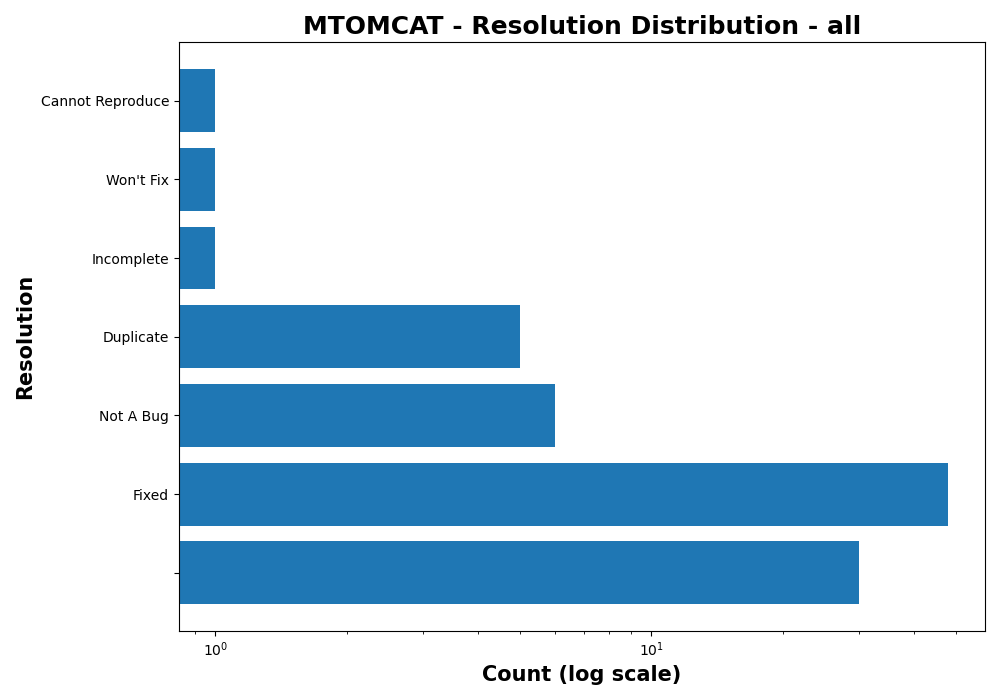 MTOMCAT - Resolution Distribution - all
Resolution
Cannot Reproduce
Won't Fix
Incomplete
Duplicate
Not A Bug
Fixed
10⁰ 10¹
Count (log scale)